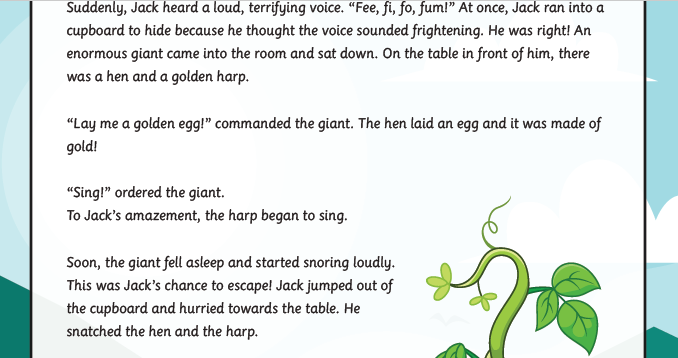 Suddenly, Jack heard a loud, terrifying voice. “Fee, fi, fo, fum!” At once, Jack ran into a
cupboard to hide because he thought the voice sounded frightening. He was right! An
enormous giant came into the room and sat down. On the table in front of him, there
was a hen and a golden harp.
“Lay me a golden egg!” commanded the giant. The hen laid an egg and it was made of
gold!
“Sing!” ordered the giant.
To Jack’s amazement, the harp began to sing.
Soon, the giant fell asleep and started snoring loudly.
This was Jack’s chance to escape! Jack jumped out of
the cupboard and hurried towards the table. He
snatched the hen and the harp.